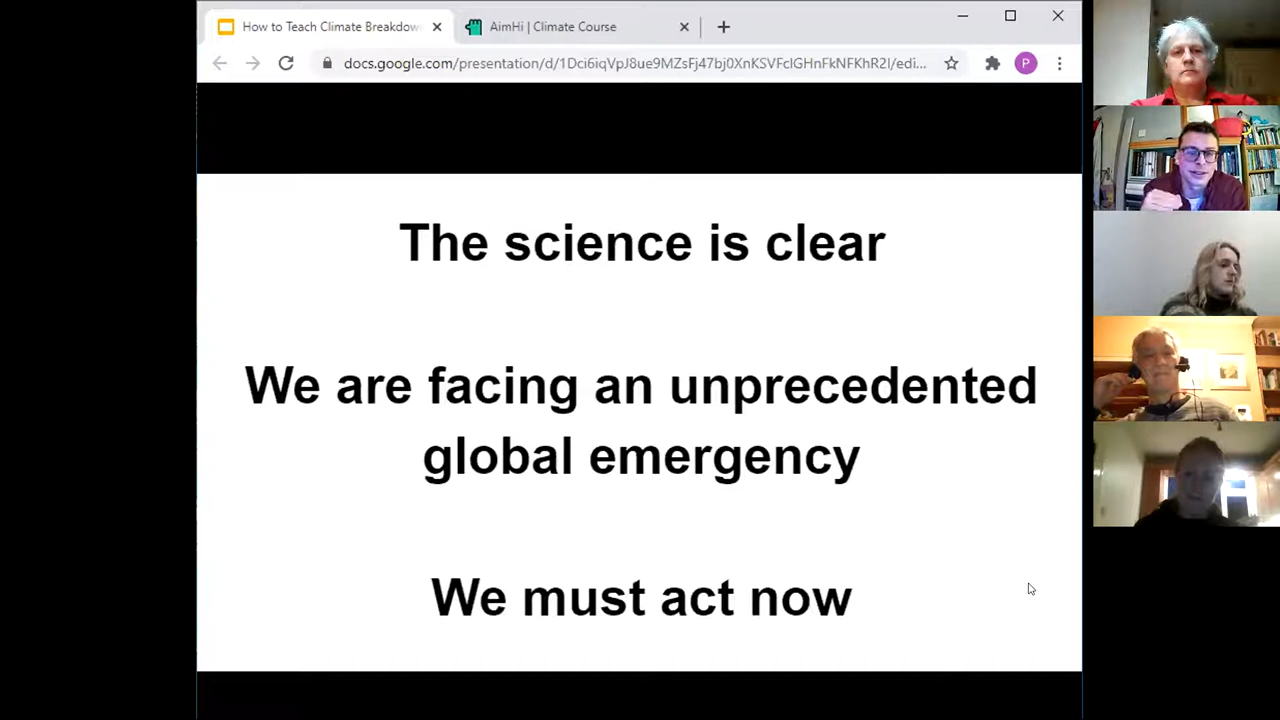 How to Teach Climate Breakdow
AimHi | Climate Course
docs.google.com/presentation/d/1Dci6iqVpJ8ue9MZsFj47bj0XnKSVFclGHnFkNFKhR2I/edi...
P
The science is clear
We are facing an unprecedented
global emergency
We must act now